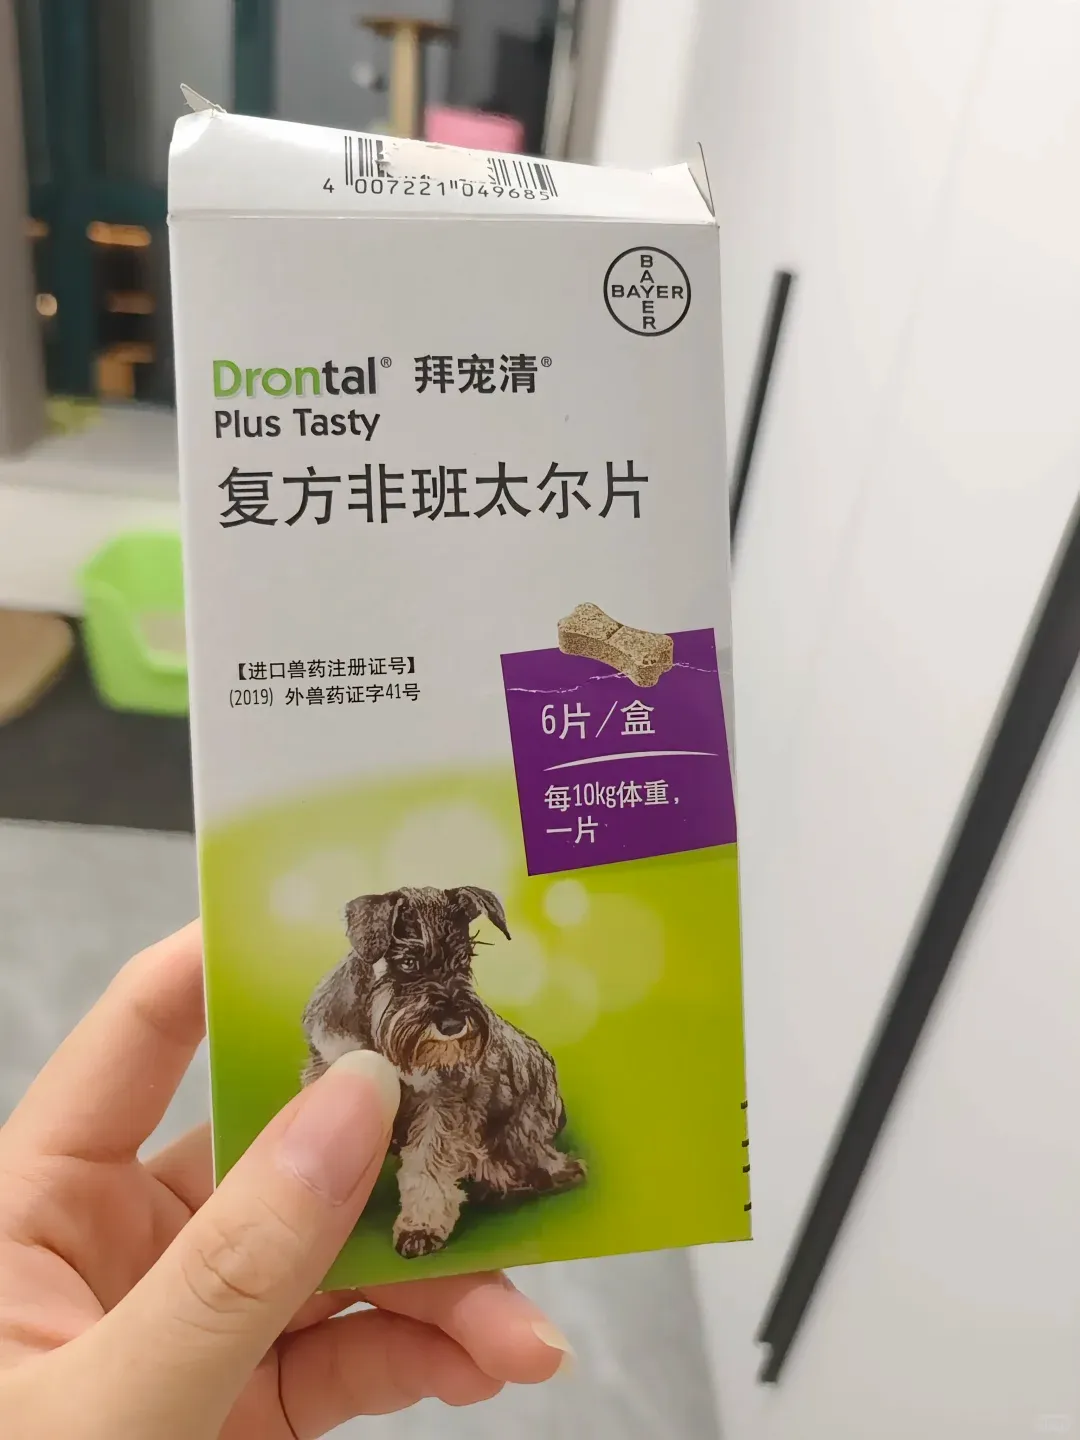 4 007221 049685
BAYER
BAYER
Drontal® 拜宠清®
Plus Tasty
复方非班太尔片
【进口兽药注册证号】
(2019) 外兽药证字41号
6片/盒
每10kg体重，
一片